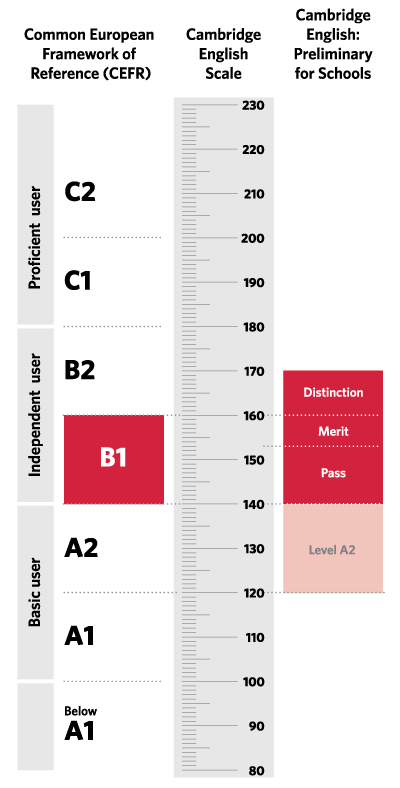 Common European
Framework of
Reference (CEFR)
Cambridge
English
Scale
Cambridge
English:
Preliminary
for Schools
Proficient user
Independent user
Basic user
C2
C1
B2
B1
A2
A1
Below
A1
230
220
210
200
190
180
170
160
150
140
130
120
110
100
90
80
Distinction
Merit
Pass
Level A2